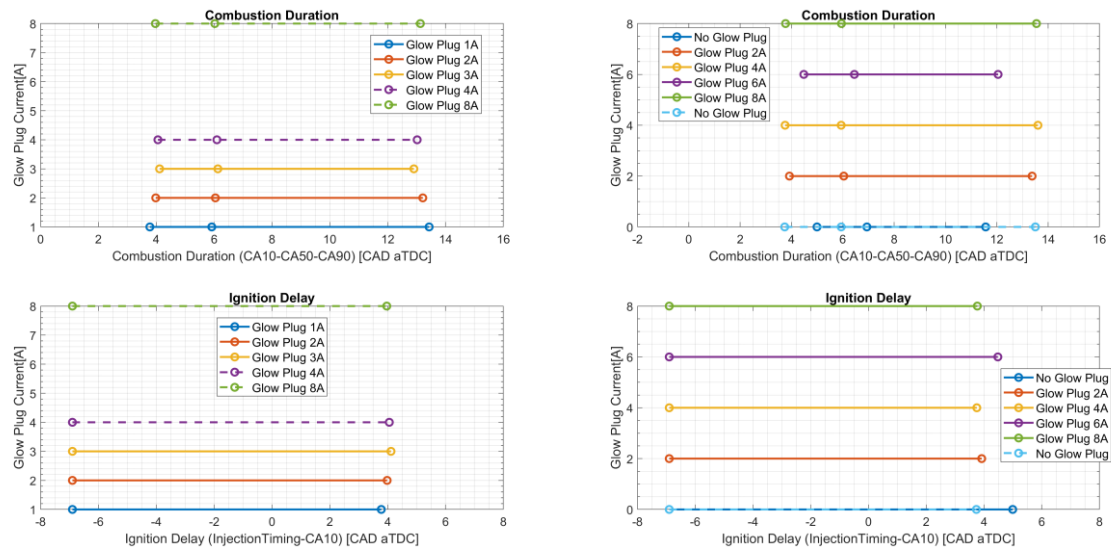 Combustion Duration
8
7
6
5
4
3
2
1
Glow Plug Current[A]
Glow Plug 1A
Glow Plug 2A
Glow Plug 3A
Glow Plug 4A
Glow Plug 8A
0 2 4 6 8 10 12 14 16
Combustion Duration (CA10-CA50-CA90) [CAD aTDC]
Combustion Duration
8
6
4
2
0
Glow Plug Current[A]
No Glow Plug
Glow Plug 2A
Glow Plug 4A
Glow Plug 6A
Glow Plug 8A
No Glow Plug
-2 0 2 4 6 8 10 12 14 16
Combustion Duration (CA10-CA50-CA90) [CAD aTDC]
Ignition Delay
8
7
6
5
4
3
2
1
Glow Plug Current[A]
Glow Plug 1A
Glow Plug 2A
Glow Plug 3A
Glow Plug 4A
Glow Plug 8A
-8 -6 -4 -2 0 2 4 6 8
Ignition Delay (InjectionTiming-CA10) [CAD aTDC]
Ignition Delay
8
6
4
2
0
Glow Plug Current[A]
No Glow Plug
Glow Plug 2A
Glow Plug 4A
Glow Plug 6A
Glow Plug 8A
No Glow Plug
-8 -6 -4 -2 0 2 4 6 8
Ignition Delay (InjectionTiming-CA10) [CAD aTDC]